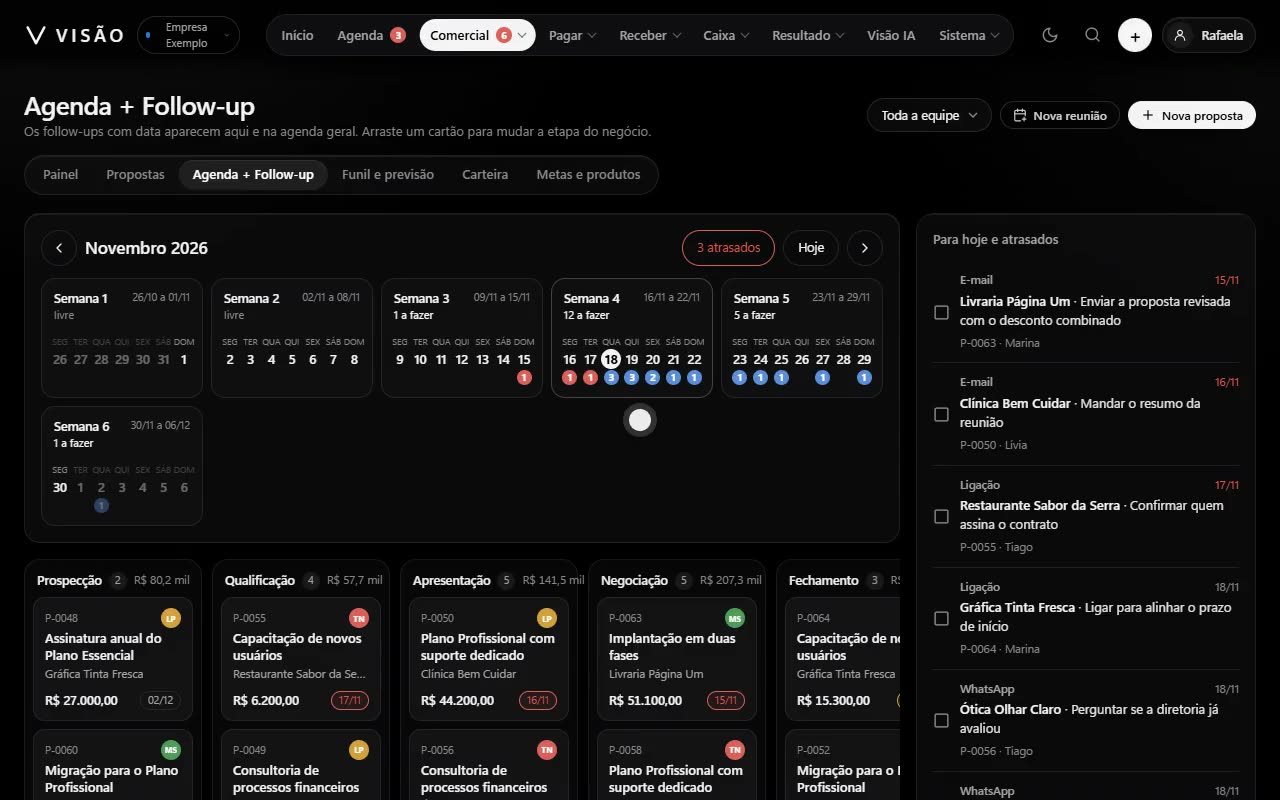 VISÃO
Empresa Exemplo
Início
Agenda 3
Comercial 6
Pagar
Receber
Caixa
Resultado
Visão IA
Sistema
+
Rafaela
Agenda + Follow-up
Os follow-ups com data aparecem aqui e na agenda geral. Arraste um cartão para mudar a etapa do negócio.
Toda a equipe
Nova reunião
+ Nova proposta
Painel
Propostas
Agenda + Follow-up
Funil e previsão
Carteira
Metas e produtos
Novembro 2026
3 atrasados
Hoje
Semana 1 26/10 a 01/11
livre
SEG TER QUA QUI SEX SÁB DOM
26 27 28 29 30 31 1
Semana 2 02/11 a 08/11
livre
SEG TER QUA QUI SEX SÁB DOM
2 3 4 5 6 7 8
Semana 3 09/11 a 15/11
1 a fazer
SEG TER QUA QUI SEX SÁB DOM
9 10 11 12 13 14 15
1
Semana 4 16/11 a 22/11
12 a fazer
SEG TER QUA QUI SEX SÁB DOM
16 17 18 19 20 21 22
1 1 3 3 2 1 1
Semana 5 23/11 a 29/11
5 a fazer
SEG TER QUA QUI SEX SÁB DOM
23 24 25 26 27 28 29
1 1 1 1 1
Semana 6 30/11 a 06/12
1 a fazer
SEG TER QUA QUI SEX SÁB DOM
30 1 2 3 4 5 6
1
Prospecção 2 R$ 80,2 mil
P-0048 LP
Assinatura anual do
Plano Essencial
Gráfica Tinta Fresca
R$ 27.000,00 02/12
P-0060 MS
Migração para o Plano
Profissional
Qualificação 4 R$ 57,7 mil
P-0055 TN
Capacitação de novos
usuários
Restaurante Sabor da Se...
R$ 6.200,00 17/11
P-0049 LP
Consultoria de
processos financeiros
Apresentação 5 R$ 141,5 mil
P-0050 LP
Plano Profissional com
suporte dedicado
Clínica Bem Cuidar
R$ 44.200,00 16/11
P-0056 TN
Consultoria de
processos financeiros
Negociação 5 R$ 207,3 mil
P-0063 MS
Implantação em duas
fases
Livraria Página Um
R$ 51.100,00 15/11
P-0058 TN
Plano Profissional com
suporte dedicado
Fechamento 3
P-0064
Capacitação de
usuários
Gráfica Tinta Fresca
R$ 15.300,00
P-0052
Migração para o
Profissional
Para hoje e atrasados
E-mail 15/11
Livraria Página Um · Enviar a proposta revisada
com o desconto combinado
P-0063 · Marina
E-mail 16/11
Clínica Bem Cuidar · Mandar o resumo da
reunião
P-0050 · Lívia
Ligação 17/11
Restaurante Sabor da Serra · Confirmar quem
assina o contrato
P-0055 · Tiago
Ligação 18/11
Gráfica Tinta Fresca · Ligar para alinhar o prazo
de início
P-0064 · Marina
WhatsApp 18/11
Ótica Olhar Claro · Perguntar se a diretoria já
avaliou
P-0056 · Tiago
WhatsApp 18/11